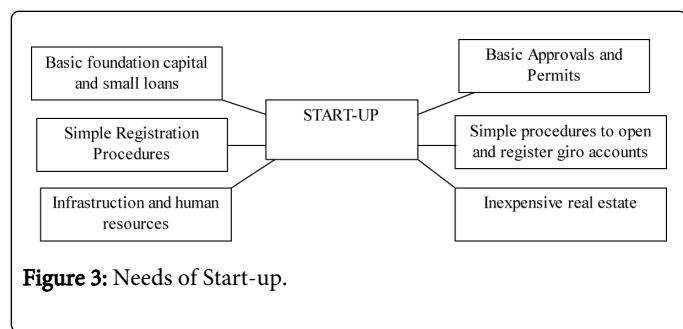 Basic foundation capital
and small loans
Basic Approvals and
Permits
START-UP
Simple Registration
Procedures
Simple procedures to open
and register giro accounts
Infrastruction and human
resources
Inexpensive real estate
Figure 3: Needs of Start-up.